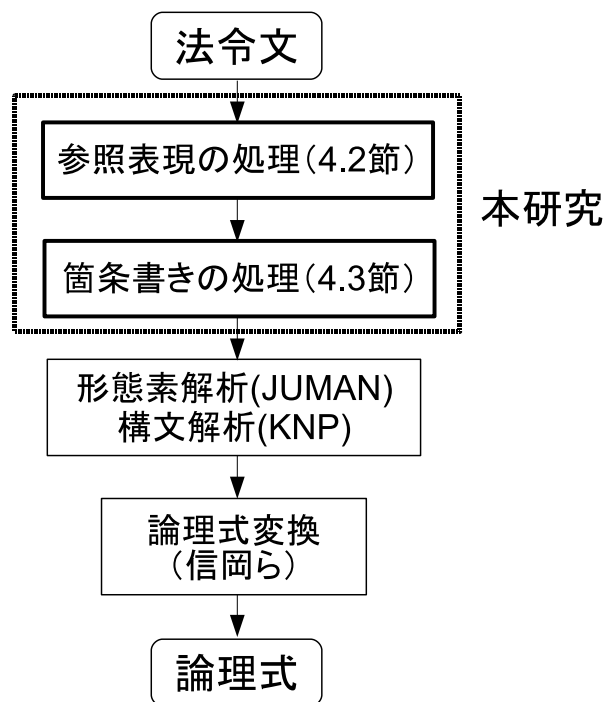 法令文
参照表現の処理(4.2節)
本研究
箇条書きの処理(4.3節)
形態素解析(JUMAN)
構文解析(KNP)
論理式変換
(信岡ら)
論理式